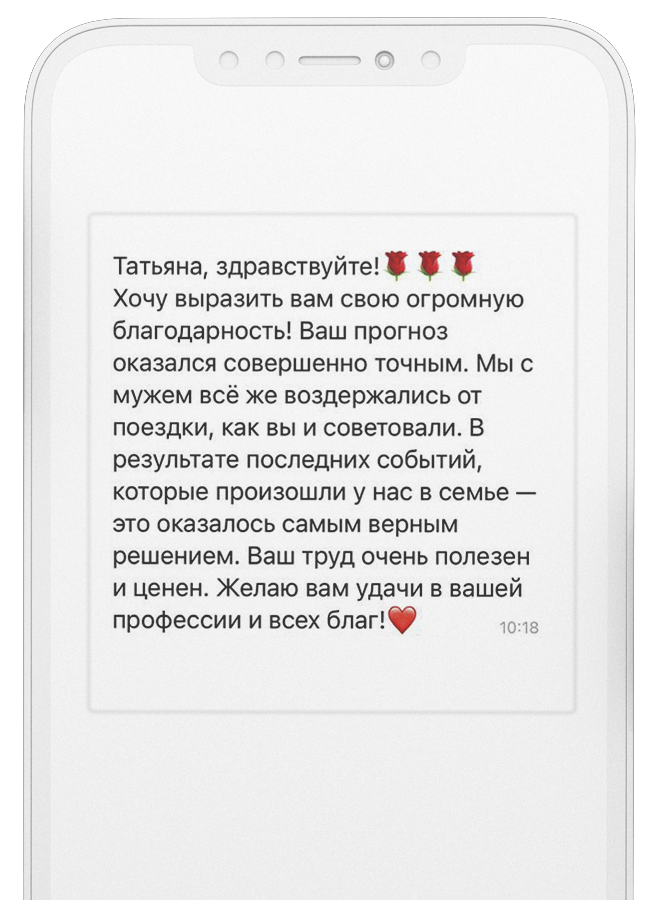 Татьяна, здравствуйте!🌹🌹🌹
Хочу выразить вам свою огромную
благодарность! Ваш прогноз
оказался совершенно точным. Мы с
мужем всё же воздержались от
поездки, как вы и советовали. В
результате последних событий,
которые произошли у нас в семье —
это оказалось самым верным
решением. Ваш труд очень полезен
и ценен. Желаю вам удачи в вашей
профессии и всех благ!❤️
10:18